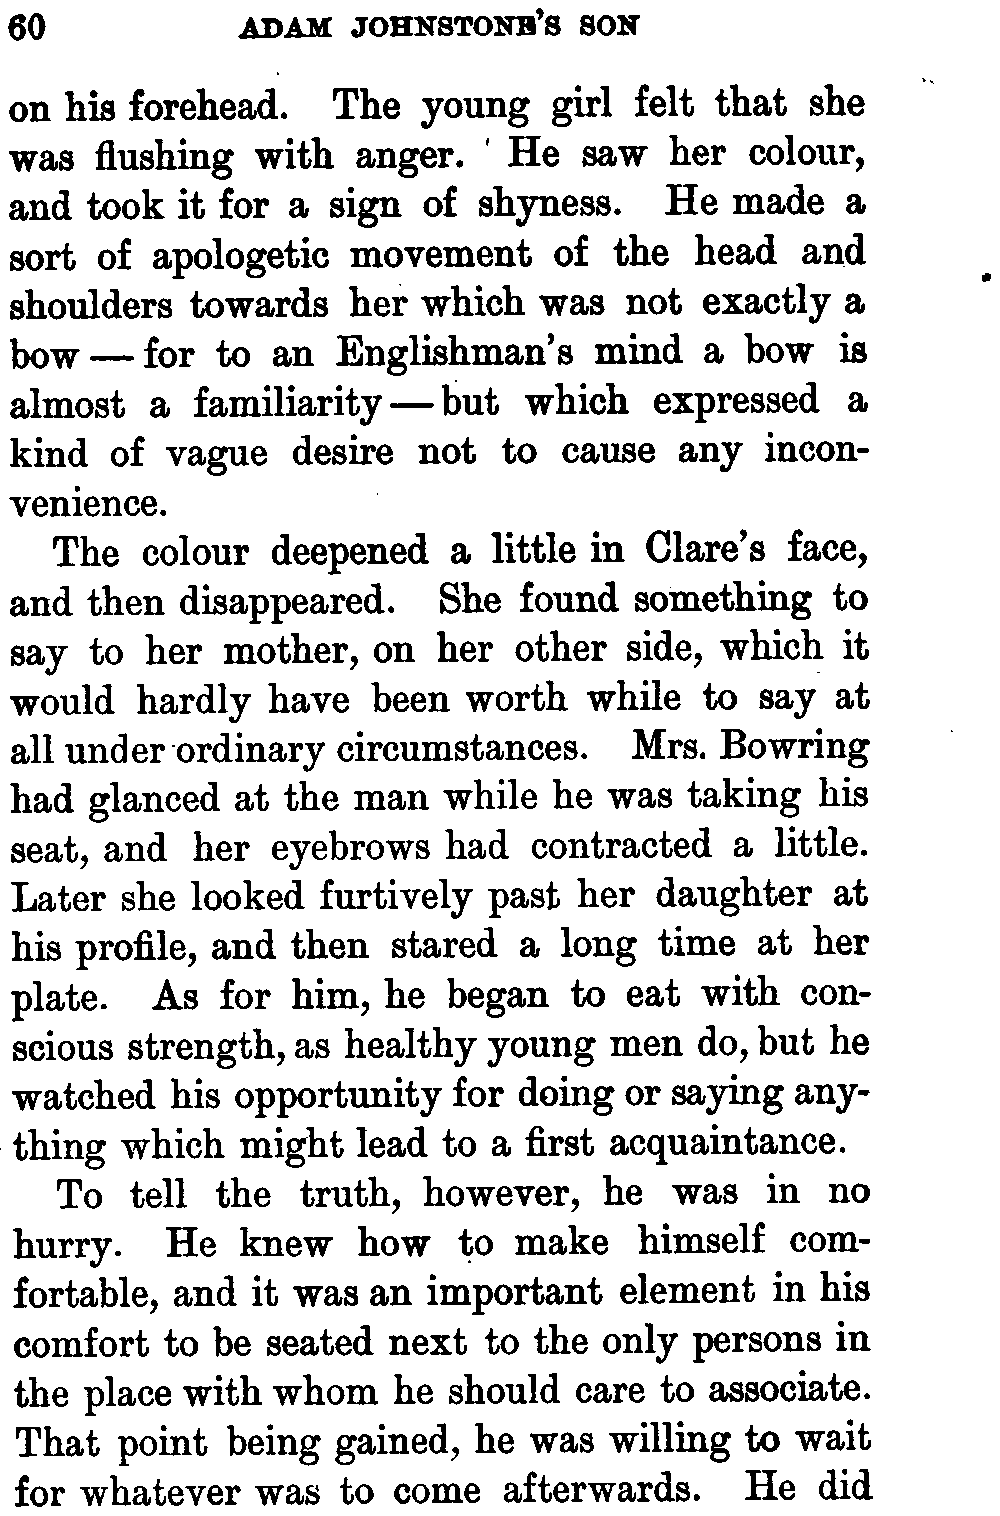 60 ADAM JOHNSTONE'S SON
on his forehead. The young girl felt that she
was flushing with anger. He saw her colour,
and took it for a sign of shyness. He made a
sort of apologetic movement of the head and
shoulders towards her which was not exactly a
bow — for to an Englishman's mind a bow is
almost a familiarity — but which expressed a
kind of vague desire not to cause any incon-
venience.
The colour deepened a little in Clare's face,
and then disappeared. She found something to
say to her mother, on her other side, which it
would hardly have been worth while to say at
all under ordinary circumstances. Mrs. Bowring
had glanced at the man while he was taking his
seat, and her eyebrows had contracted a little.
Later she looked furtively past her daughter at
his profile, and then stared a long time at her
plate. As for him, he began to eat with con-
scious strength, as healthy young men do, but he
watched his opportunity for doing or saying any-
thing which might lead to a first acquaintance.
To tell the truth, however, he was in no
hurry. He knew how to make himself com-
fortable, and it was an important element in his
comfort to be seated next to the only persons in
the place with whom he should care to associate.
That point being gained, he was willing to wait
for whatever was to come afterwards. He did